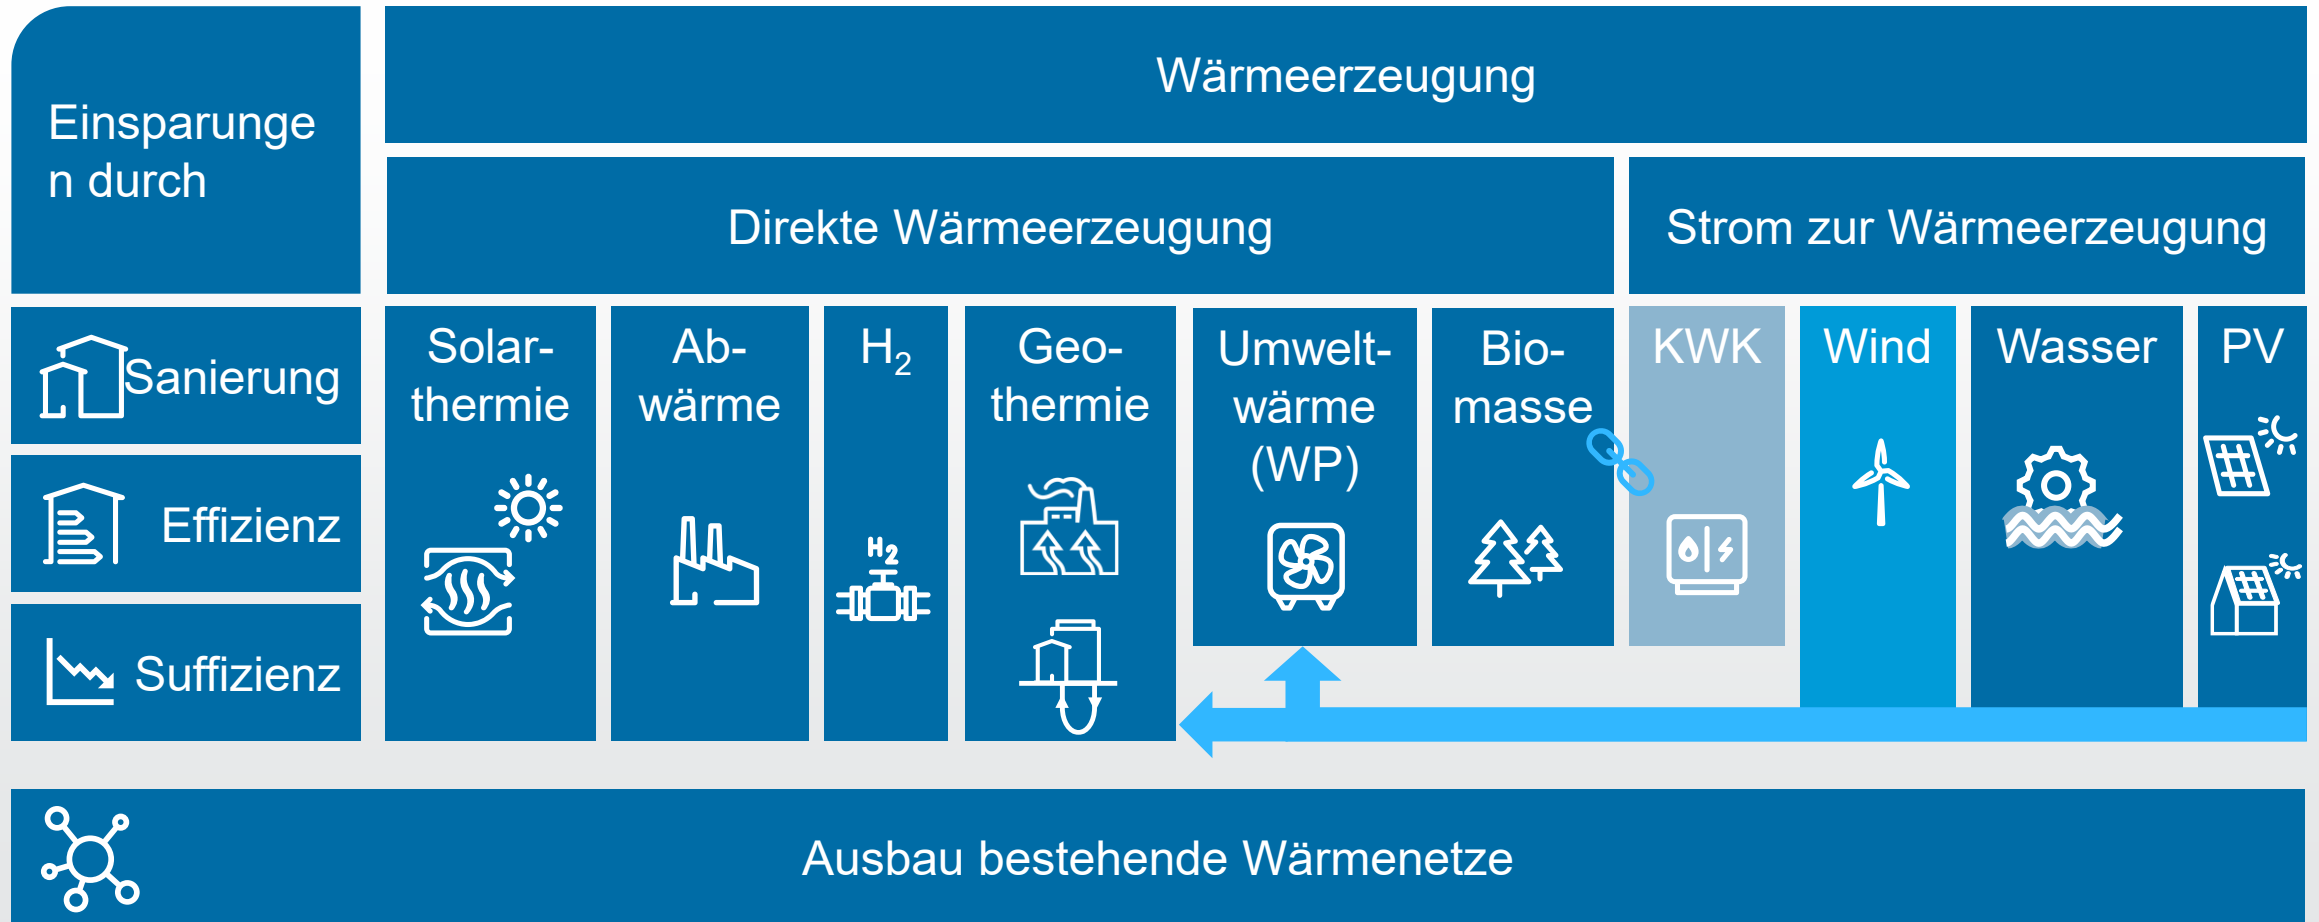 Einsparunge
n durch
Wärmeerzeugung
Direkte Wärmeerzeugung
Strom zur Wärmeerzeugung
Sanierung
Effizienz
Suffizienz
Solar-
thermie
Ab-
wärme
H₂
H2
Geo-
thermie
Umwelt-
wärme
(WP)
Bio-
masse
KWK
Wind
Wasser
PV
Ausbau bestehende Wärmenetze